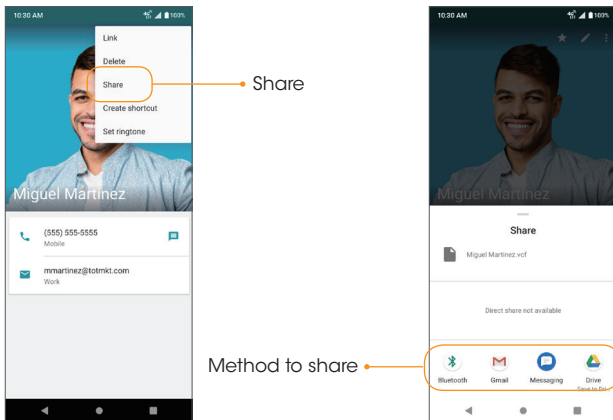 10:30 AM
100%
Link
Delete
Share
Create shortcut
Set ringtone
Miguel Martinez
(555) 555-5555
Mobile
mmartinez@totmkt.com
Work
Share
10:30 AM
100%
Miguel Martinez
Share
Miguel Martinez.vcf
Direct share not available
Bluetooth
Gmail
Messaging
Drive
Method to share